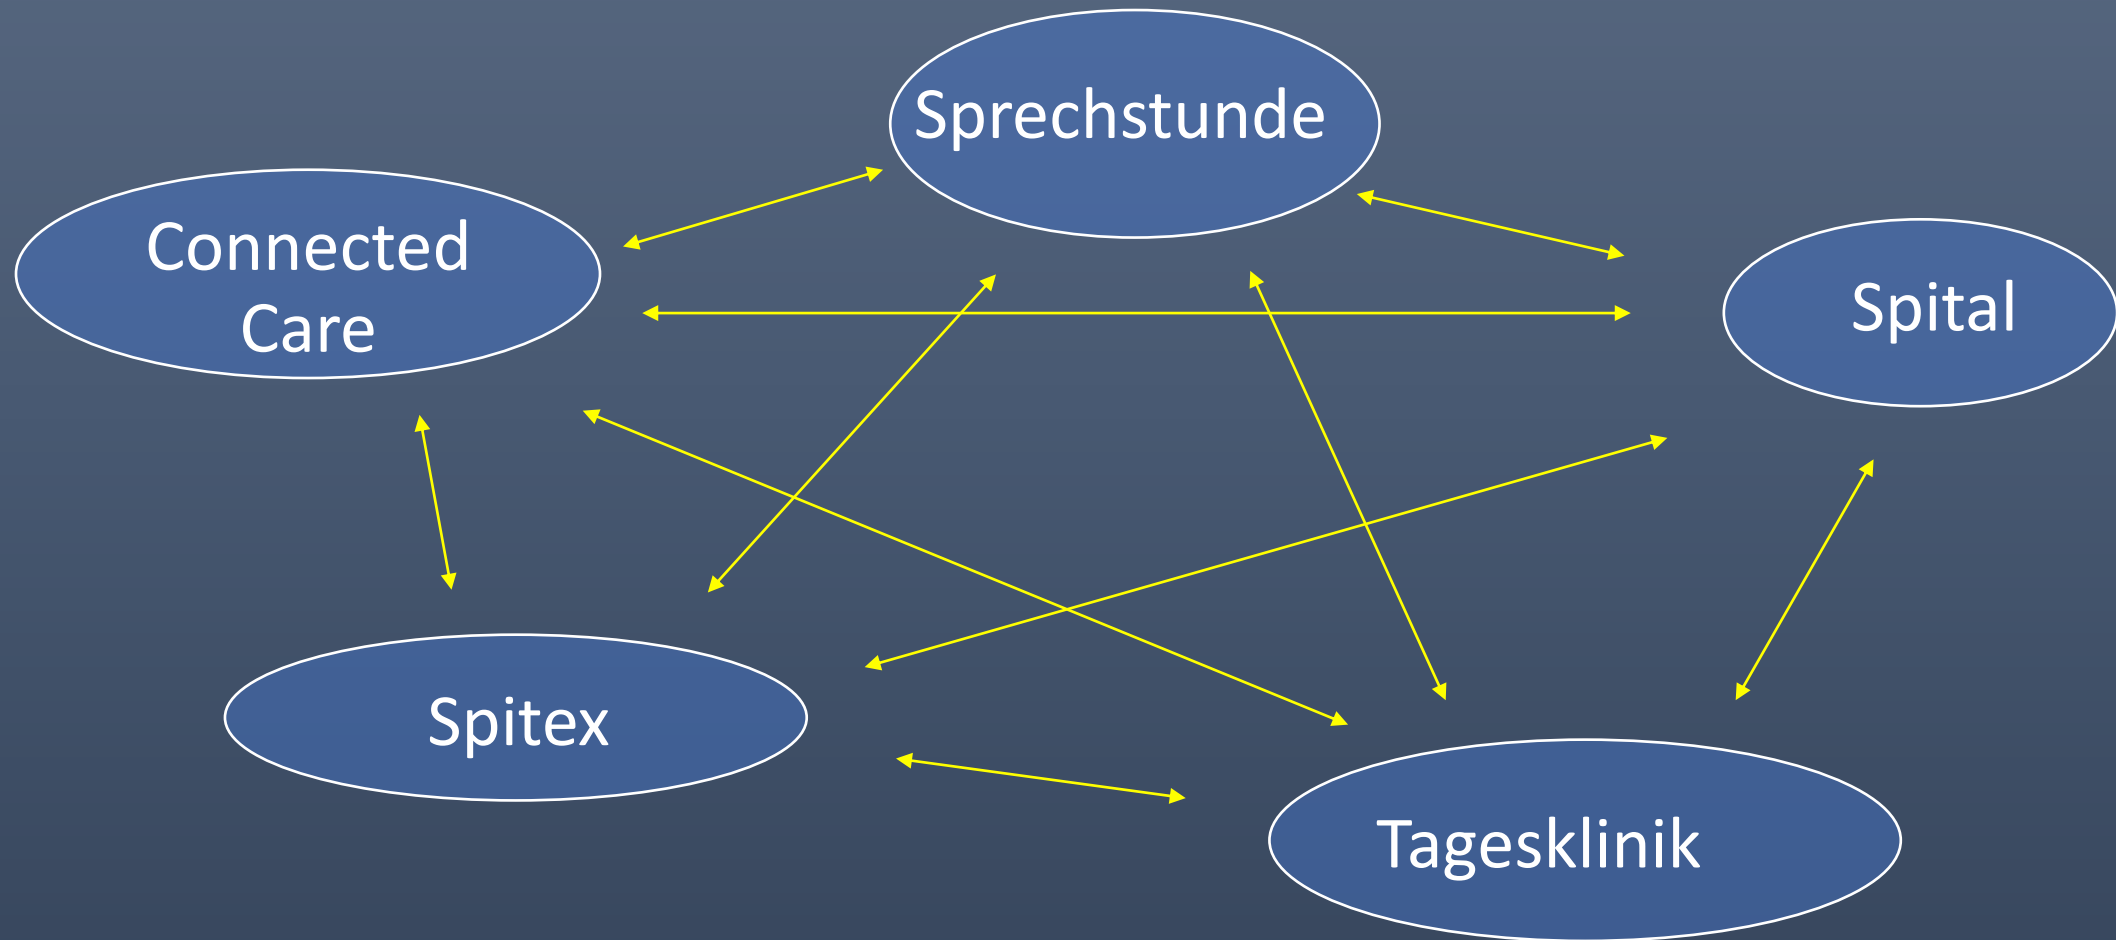 Sprechstunde
Connected
Care
Spital
Spitex
Tagesklinik